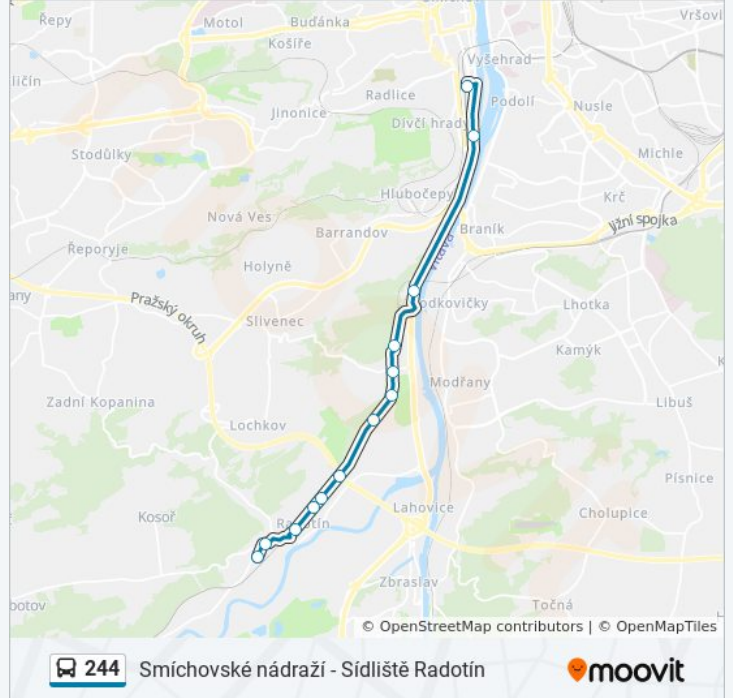 Řepy
Motol
Buďánka
Vršovi
Košíře
Vyšehrad
ličín
Radlice
Podolí
Jinonice
Nusle
Dívčí hrady
Stodůlky
Michle
Hlubočepy
Krč
Nová Ves
Jižní spojka
Barrandov
Braník
Řeporyje
Vltava
Holyně
any
Pražský okruh
odkovičky
Lhotka
Slivenec
Kamýk
Modřany
Zadní Kopanina
Libuš
Lochkov
Písnice
Kosoř
Radotín
Lahovice
Cholupice
Zbraslav
botov
Točná
© OpenStreetMap contributors | © OpenMapTiles
244 Smíchovské nádraží - Sídliště Radotín moovit